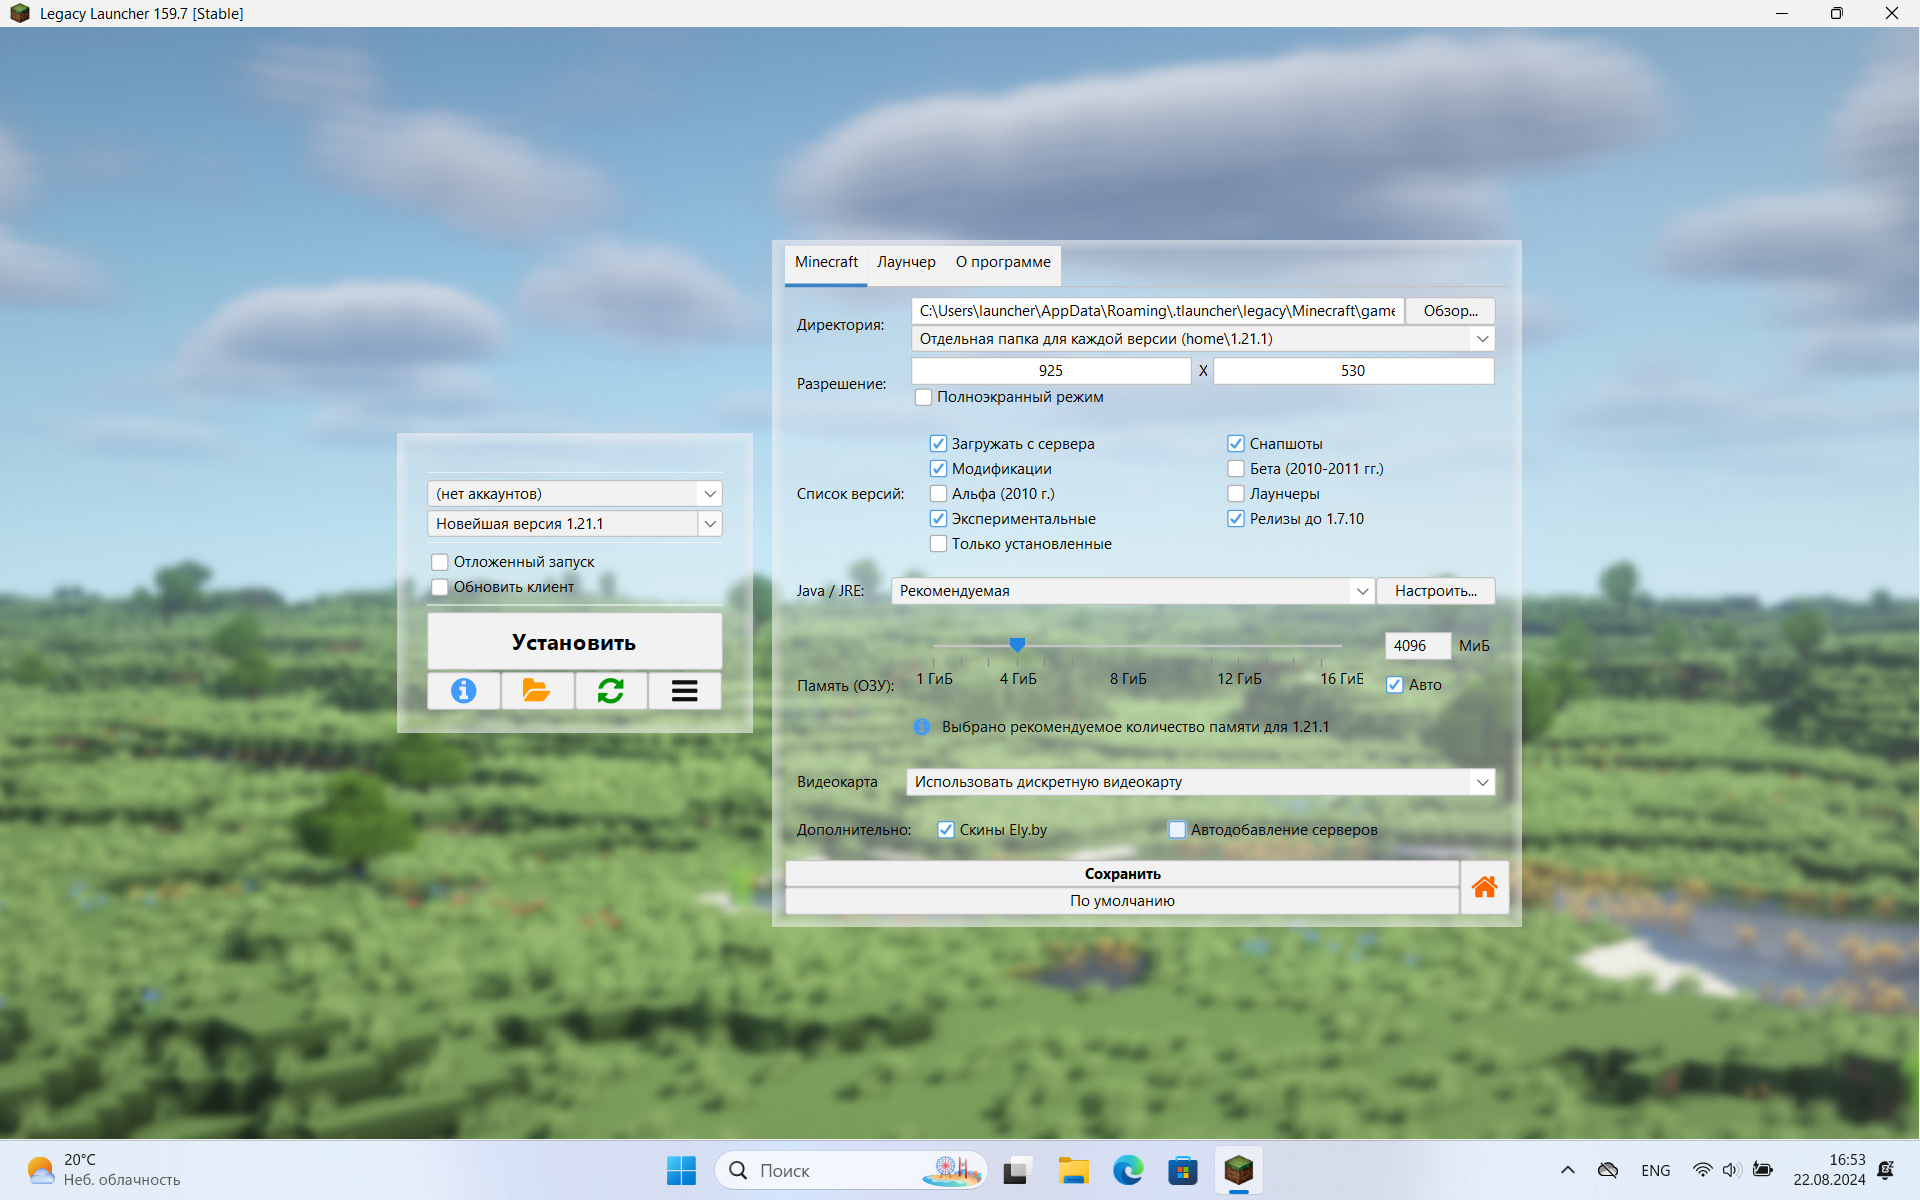 Legacy Launcher 159.7 [Stable]
Minecraft Лаунчер О программе
Директория:
C:\Users\launcher\AppData\Roaming\.tlauncher\legacy\Minecraft\game
Обзор...
Отдельная папка для каждой версии (home\1.21.1)
Разрешение:
925 X 530
Полноэкранный режим
Список версий:
Загружать с сервера
Снапшоты
Модификации
Бета (2010-2011 гг.)
Альфа (2010 г.)
Лаунчеры
Экспериментальные
Релизы до 1.7.10
Только установленные
Java / JRE:
Рекомендуемая
Настроить...
Память (ОЗУ):
1 ГиБ 4 ГиБ 8 ГиБ 12 ГиБ 16 ГиБ
4096 МиБ
Авто
Выбрано рекомендуемое количество памяти для 1.21.1
Видеокарта
Использовать дискретную видеокарту
Дополнительно:
Скины Ely.by
Автодобавление серверов
Сохранить
По умолчанию
(нет аккаунтов)
Новейшая версия 1.21.1
Отложенный запуск
Обновить клиент
Установить
20°C
Неб. облачность
Поиск
ENG
16:53
22.08.2024